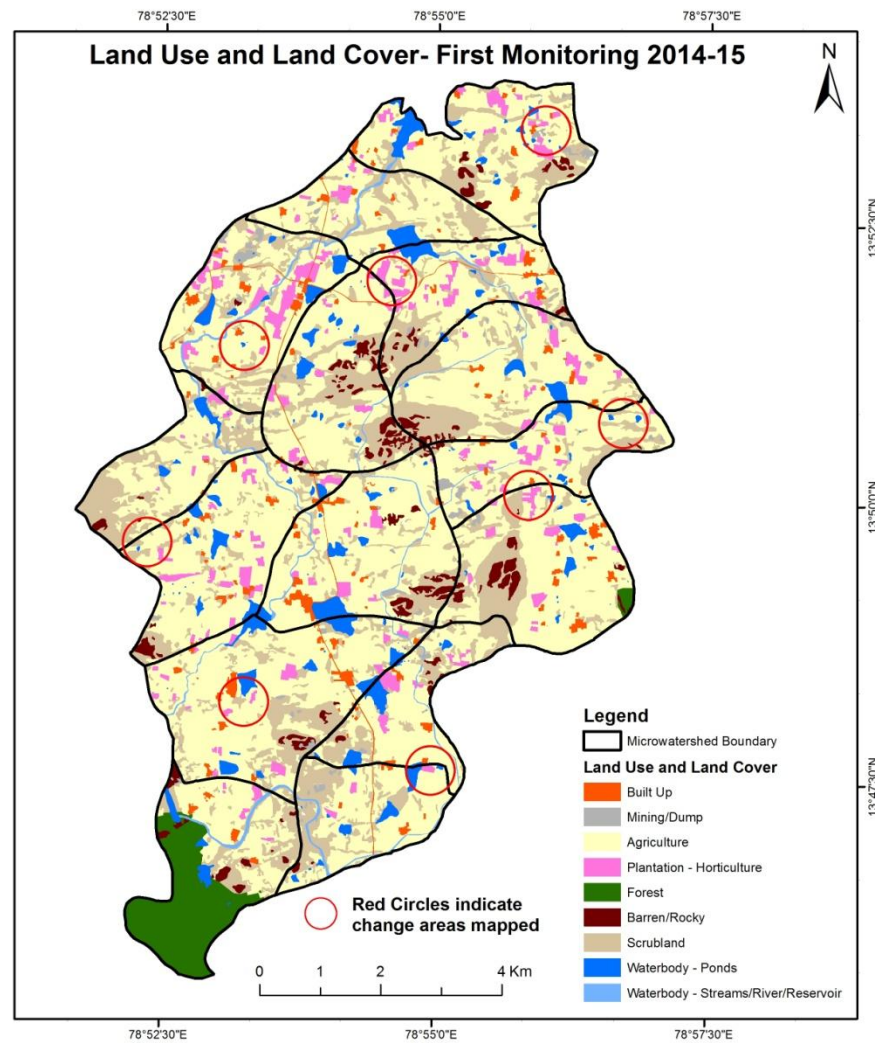 78°52'30"E 78°55'0"E 78°57'30"E
Land Use and Land Cover- First Monitoring 2014-15
N
13°52'30"N
13°50'0"N
13°47'30"N
Legend
Microwatershed Boundary
Land Use and Land Cover
Built Up
Mining/Dump
Agriculture
Plantation - Horticulture
Forest
Barren/Rocky
Scrubland
Waterbody - Ponds
Waterbody - Streams/River/Reservoir
Red Circles indicate
change areas mapped
0 1 2 4 Km
78°52'30"E 78°55'0"E 78°57'30"E